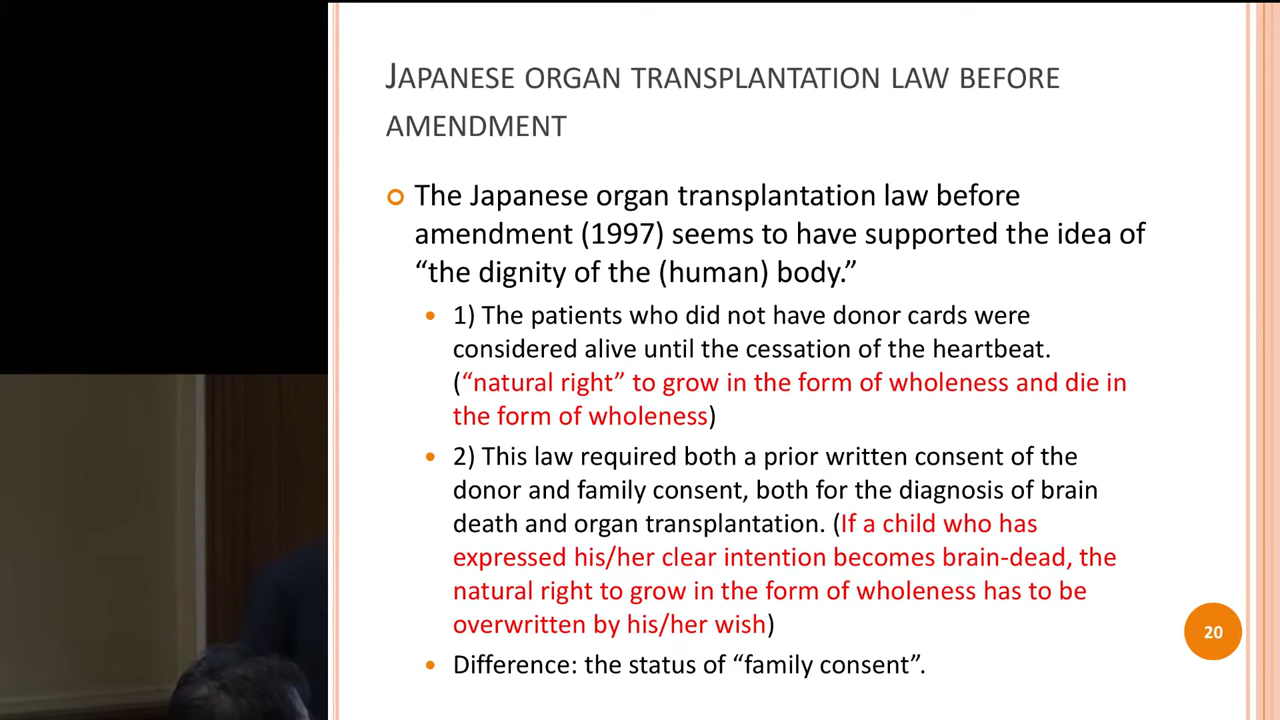 JAPANESE ORGAN TRANSPLANTATION LAW BEFORE
AMENDMENT
The Japanese organ transplantation law before
amendment (1997) seems to have supported the idea of
“the dignity of the (human) body.”
1) The patients who did not have donor cards were
considered alive until the cessation of the heartbeat.
(“natural right” to grow in the form of wholeness and die in
the form of wholeness)
2) This law required both a prior written consent of the
donor and family consent, both for the diagnosis of brain
death and organ transplantation. (If a child who has
expressed his/her clear intention becomes brain-dead, the
natural right to grow in the form of wholeness has to be
overwritten by his/her wish)
Difference: the status of “family consent”.
20